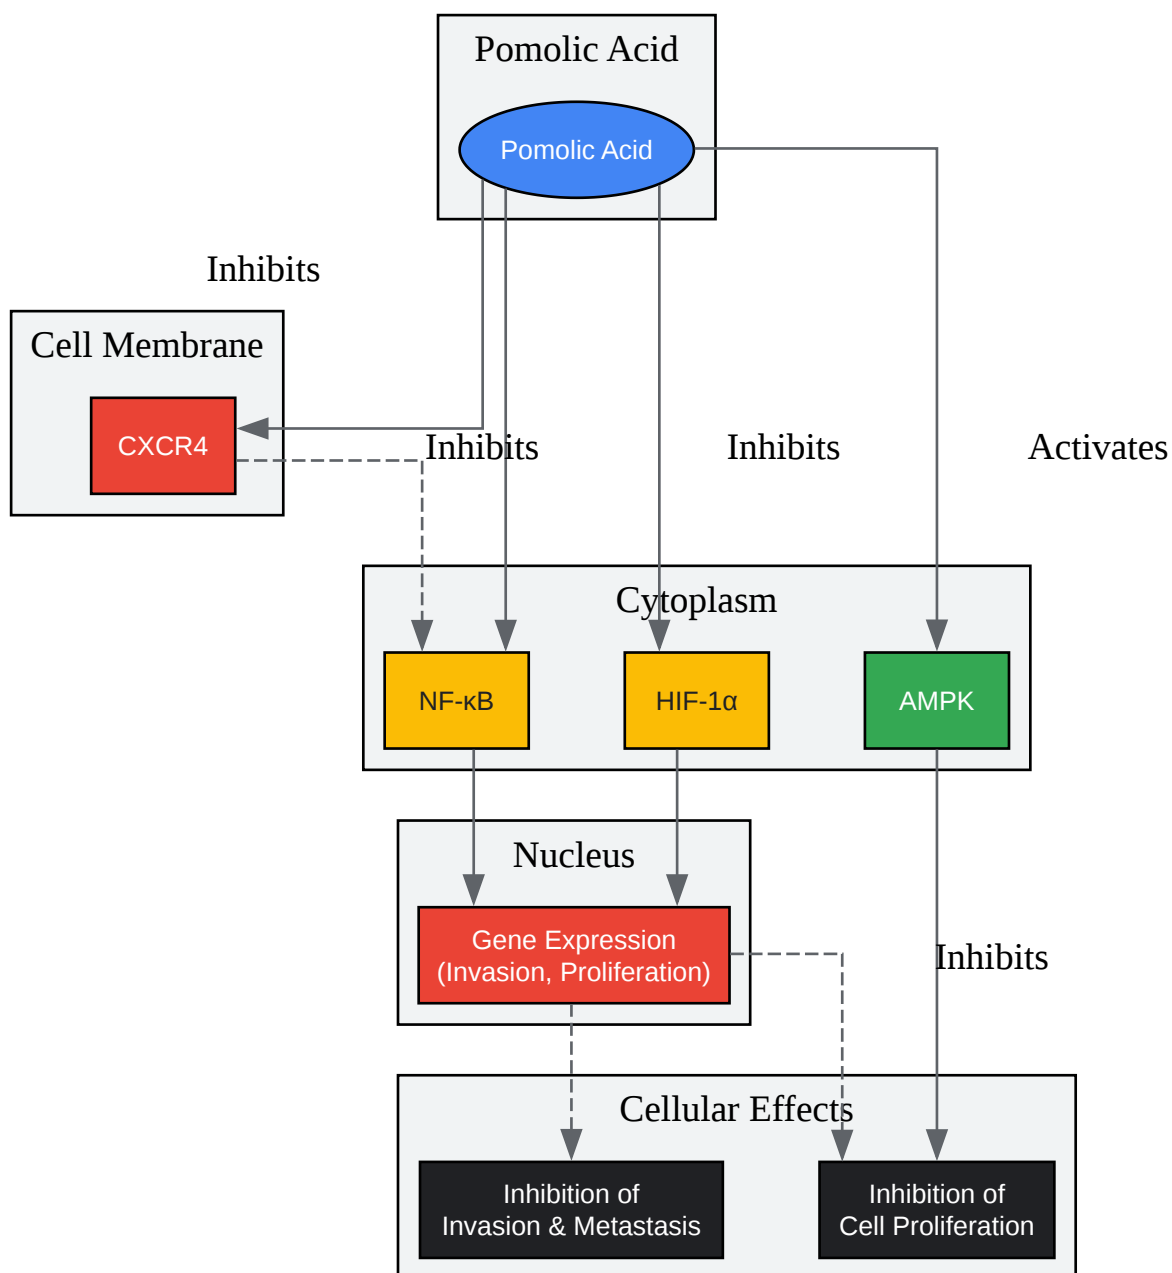 Pomolic Acid
Pomolic Acid
Inhibits
Cell Membrane
CXCR4
Inhibits
Inhibits
Activates
Cytoplasm
NF-κB
HIF-1α
AMPK
Nucleus
Gene Expression
(Invasion, Proliferation)
Inhibits
Cellular Effects
Inhibition of
Invasion & Metastasis
Inhibition of
Cell Proliferation